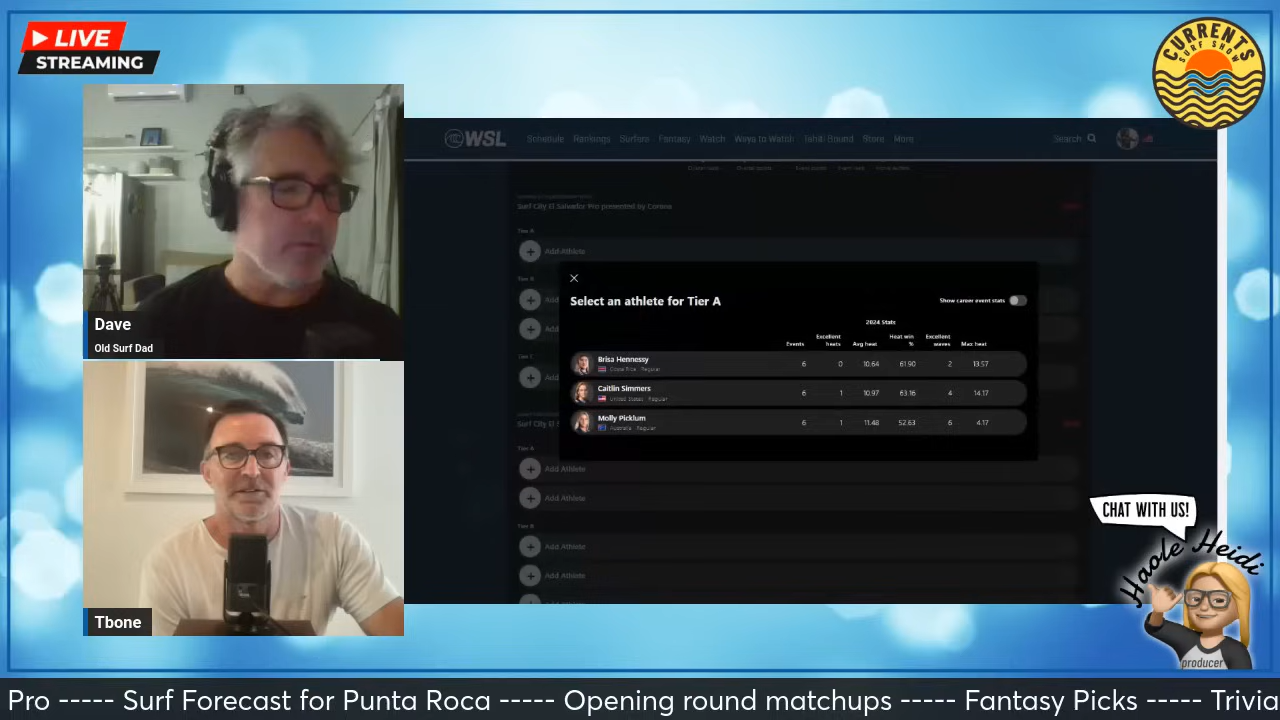 LIVE
STREAMING
CURRENTS
SURF SHOW
WSL
Schedule Rankings Surfers Fantasy Watch Ways to Watch Tahiti Bound Store More
Search
Surf City El Salvador Pro presented by Corona
Tier A
Add Athlete
Select an athlete for Tier A
Show career event stats
2024 Stats
Events Excellent heats Avg heat Heat win % Excellent waves Max heat
Brisa Hennessy 6 0 10.64 61.90 2 13.57
Costa Rica Regular
Caitlin Simmers 6 1 10.97 63.16 4 14.17
United States Regular
Molly Picklum 6 1 11.48 52.63 6 4.17
Australia Regular
Surf City El S
Tier A
Add Athlete
Add Athlete
Tier B
Add Athlete
Add Athlete
Dave
Old Surf Dad
Tbone
CHAT WITH US!
Haole Heidi
producer
Pro ----- Surf Forecast for Punta Roca ----- Opening round matchups ----- Fantasy Picks ----- Trivia